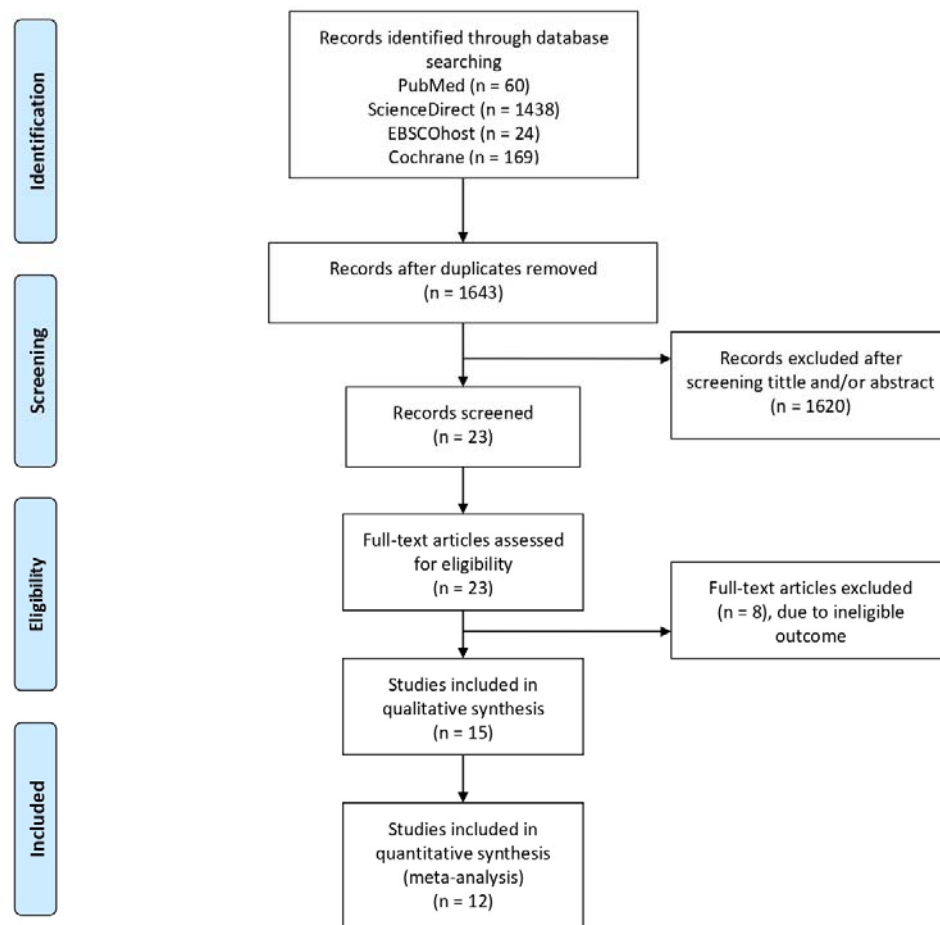 Identification
Records identified through database
searching
PubMed (n = 60)
ScienceDirect (n = 1438)
EBSCOhost (n = 24)
Cochrane (n = 169)
Records after duplicates removed
(n = 1643)
Screening
Records excluded after
screening tittle and/or abstract
(n = 1620)
Records screened
(n = 23)
Eligibility
Full-text articles assessed
for eligibility
(n = 23)
Full-text articles excluded
(n = 8), due to ineligible
outcome
Studies included in
qualitative synthesis
(n = 15)
Included
Studies included in
quantitative synthesis
(meta-analysis)
(n = 12)